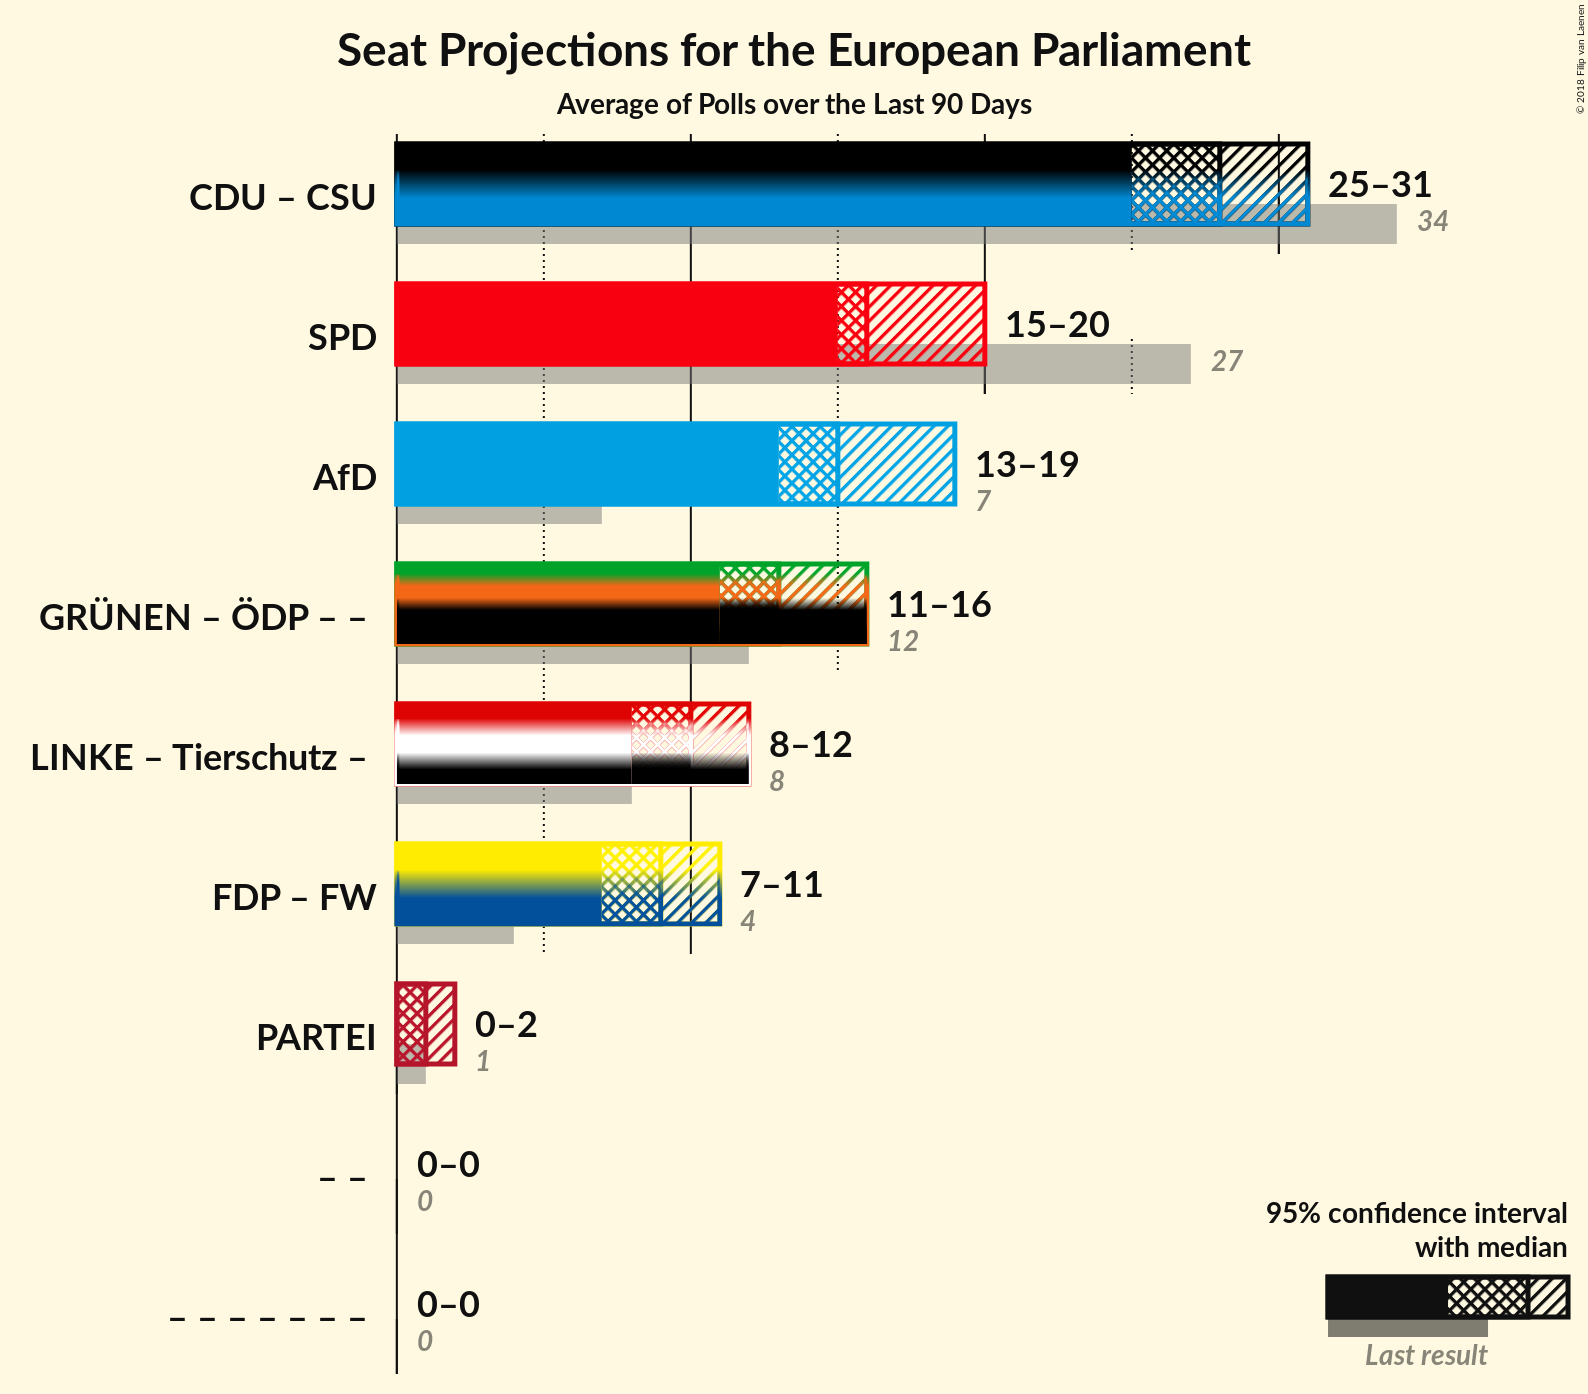 Seat Projections for the European Parliament
Average of Polls over the Last 90 Days
© 2018 Filip van Laenen
CDU – CSU
25–31
34
SPD
15–20
27
AfD
13–19
7
GRÜNEN – ÖDP – –
11–16
12
LINKE – Tierschutz –
8–12
8
FDP – FW
7–11
4
PARTEI
0–2
1
– –
0–0
0
– – – – – – –
0–0
0
95% confidence interval
with median
Last result